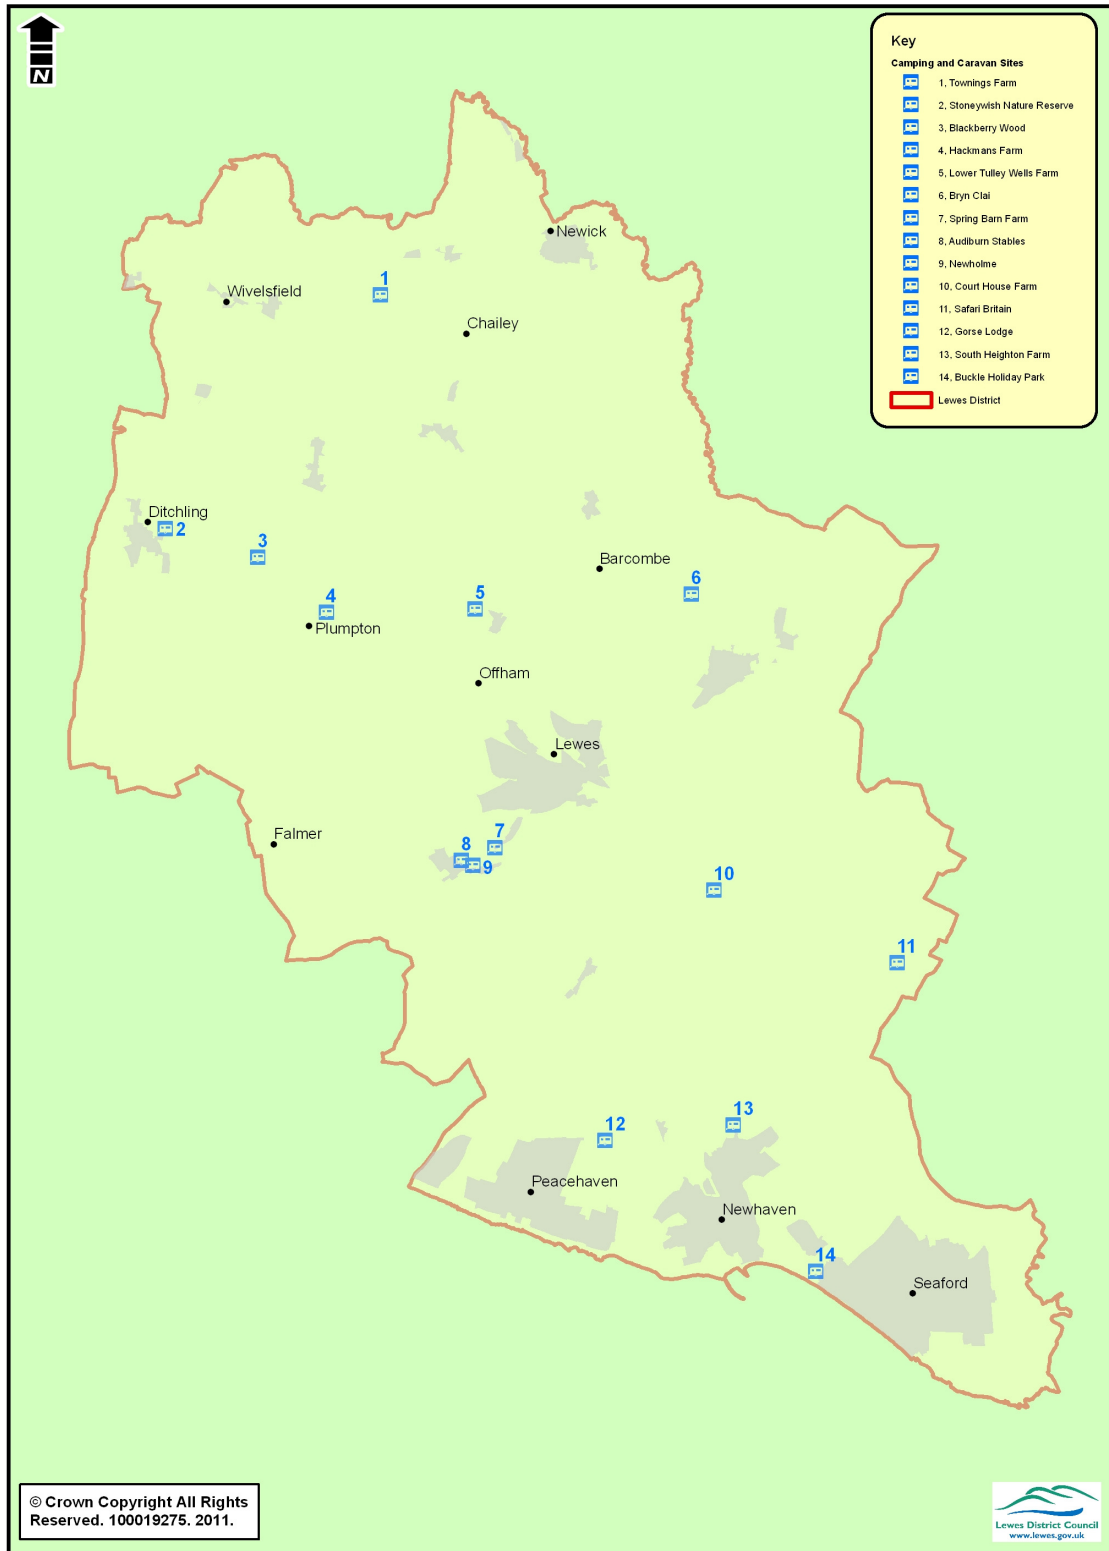 N
Key
Camping and Caravan Sites
1, Townings Farm
2, Stoneywish Nature Reserve
3, Blackberry Wood
4, Hackmans Farm
5, Lower Tulley Wells Farm
6, Bryn Clai
7, Spring Barn Farm
8, Audiburn Stables
9, Newholme
10, Court House Farm
11, Safari Britain
12, Gorse Lodge
13, South Heighton Farm
14, Buckle Holiday Park
Lewes District
Newick
1
Wivelsfield
Chailey
Ditchling
2
3
Barcombe
6
4
5
Plumpton
Offham
Lewes
Falmer
7
8
9
10
11
12
13
Peacehaven
Newhaven
14
Seaford
© Crown Copyright All Rights
Reserved. 100019275. 2011.
Lewes District Council
www.lewes.gov.uk